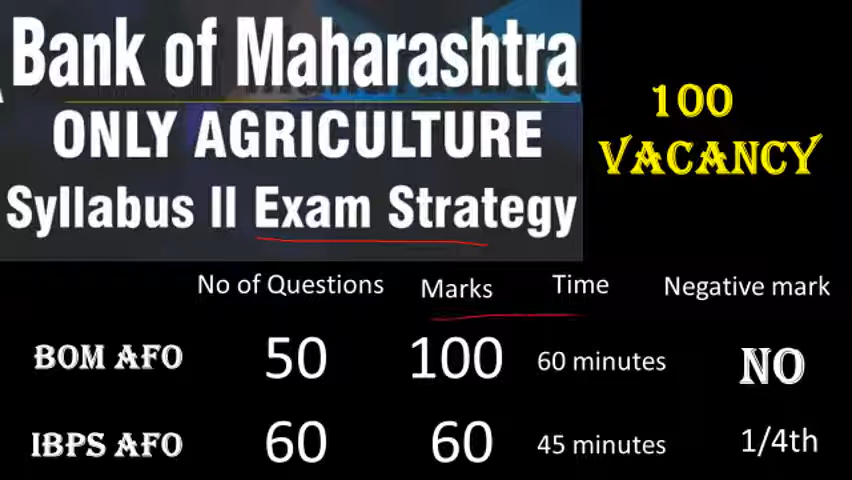 Bank of Maharashtra
ONLY AGRICULTURE
Syllabus II Exam Strategy
100
VACANCY
No of Questions Marks Time Negative mark
BOM AFO 50 100 60 minutes NO
IBPS AFO 60 60 45 minutes 1/4th